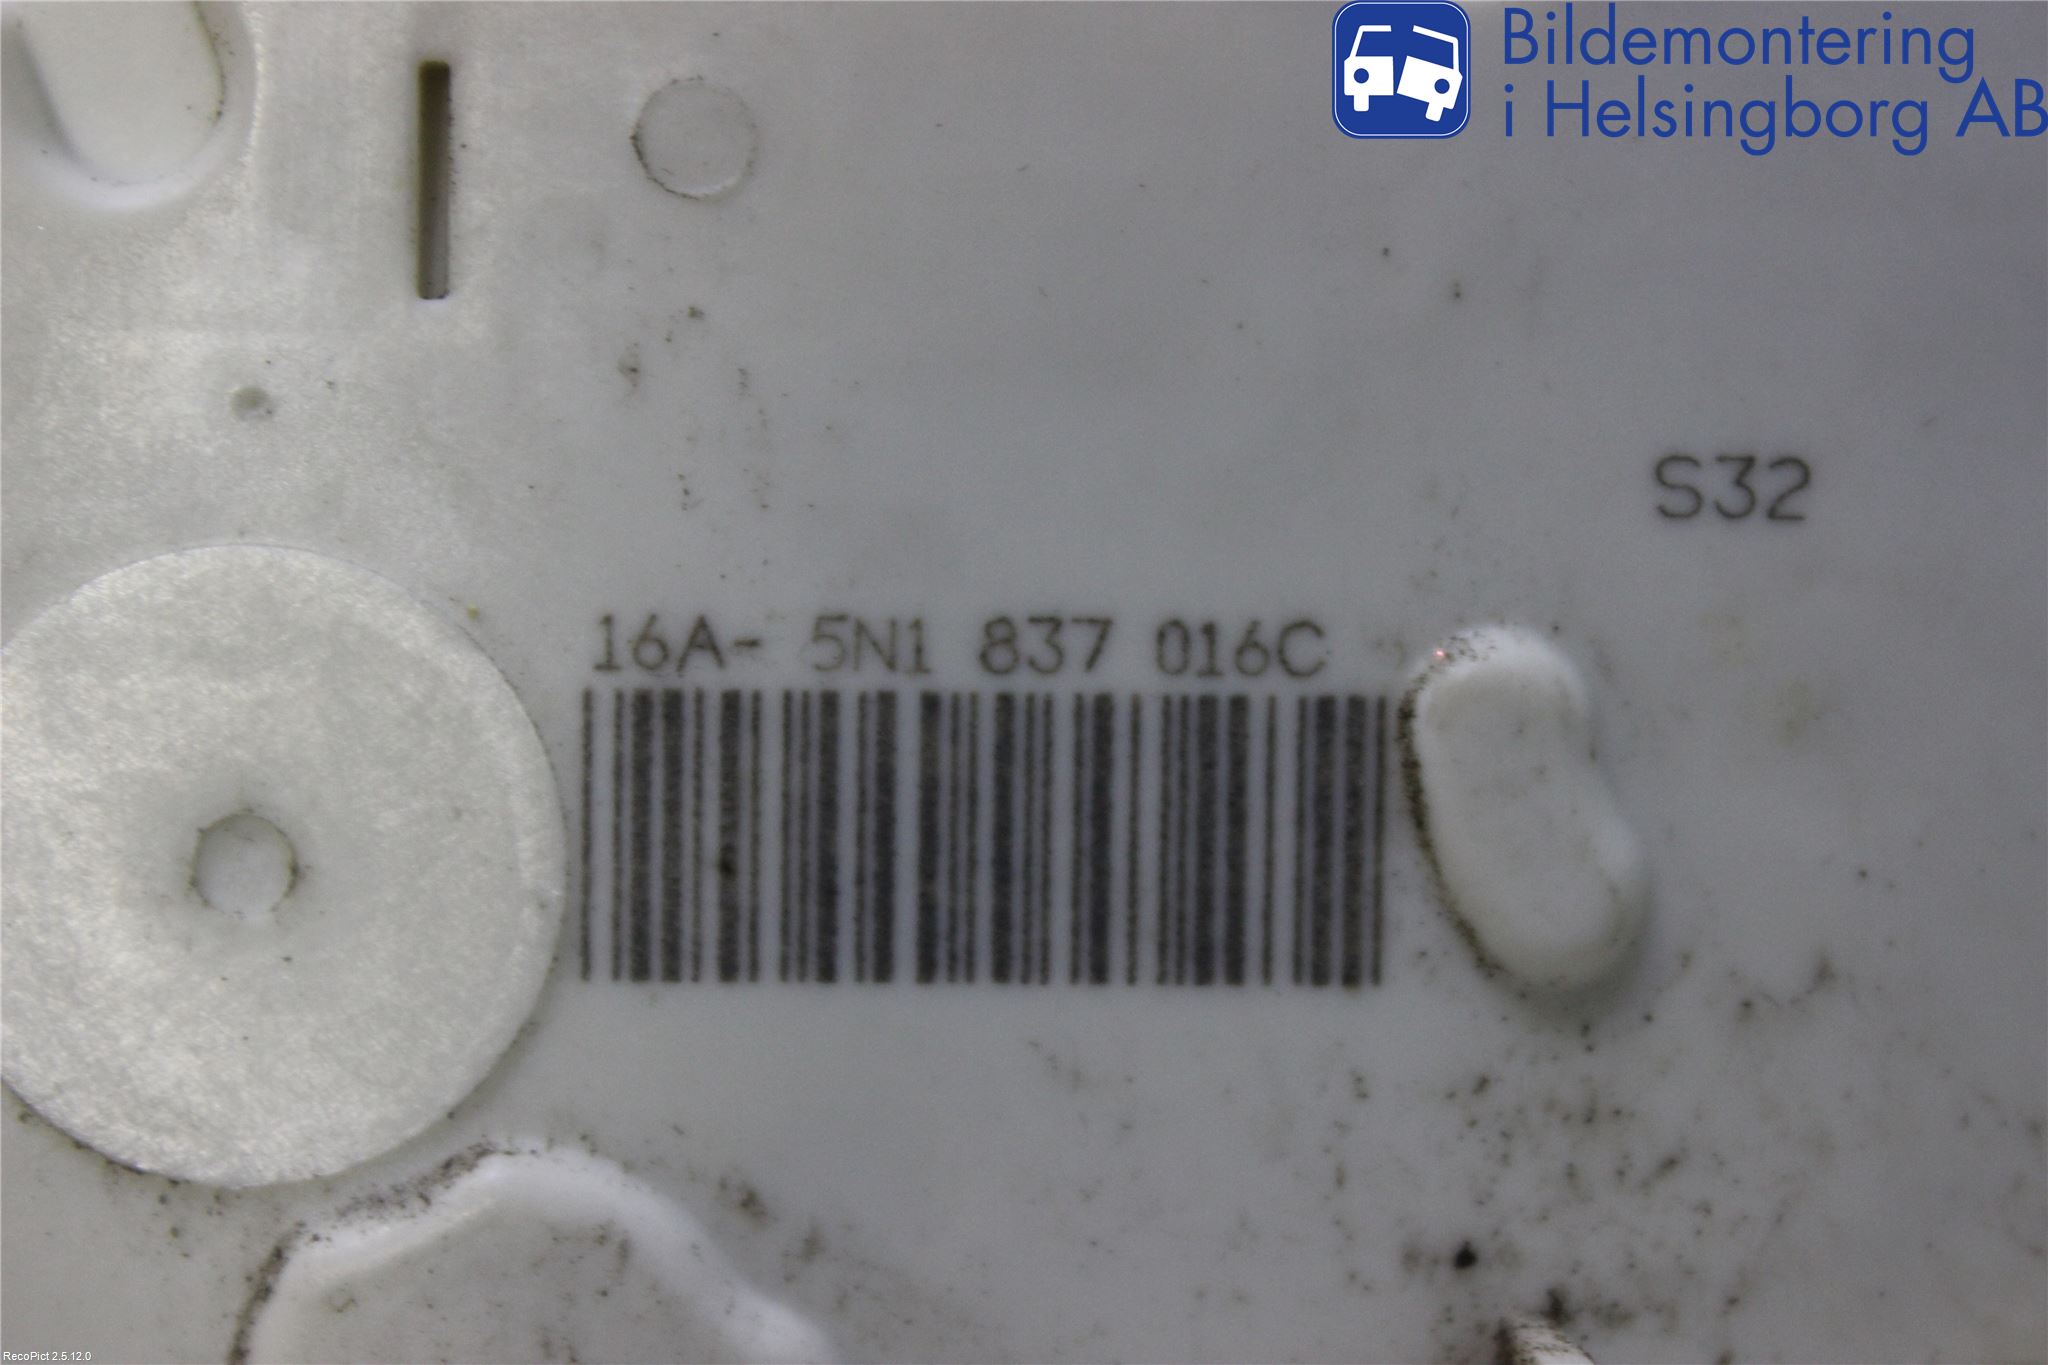 Bildemontering
i Helsingborg AB
S32
16A- 5N1 837 016C
RecoPict 2.5.12.0